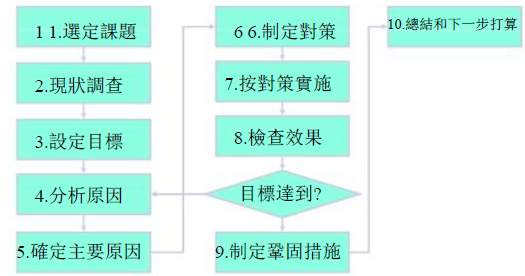 1 1.選定課題
2.現狀調查
3.設定目標
4.分析原因
5.確定主要原因
6 6.制定對策
7.按對策實施
8.檢查效果
目標達到?
9.制定鞏固措施
10.總結和下一步打算